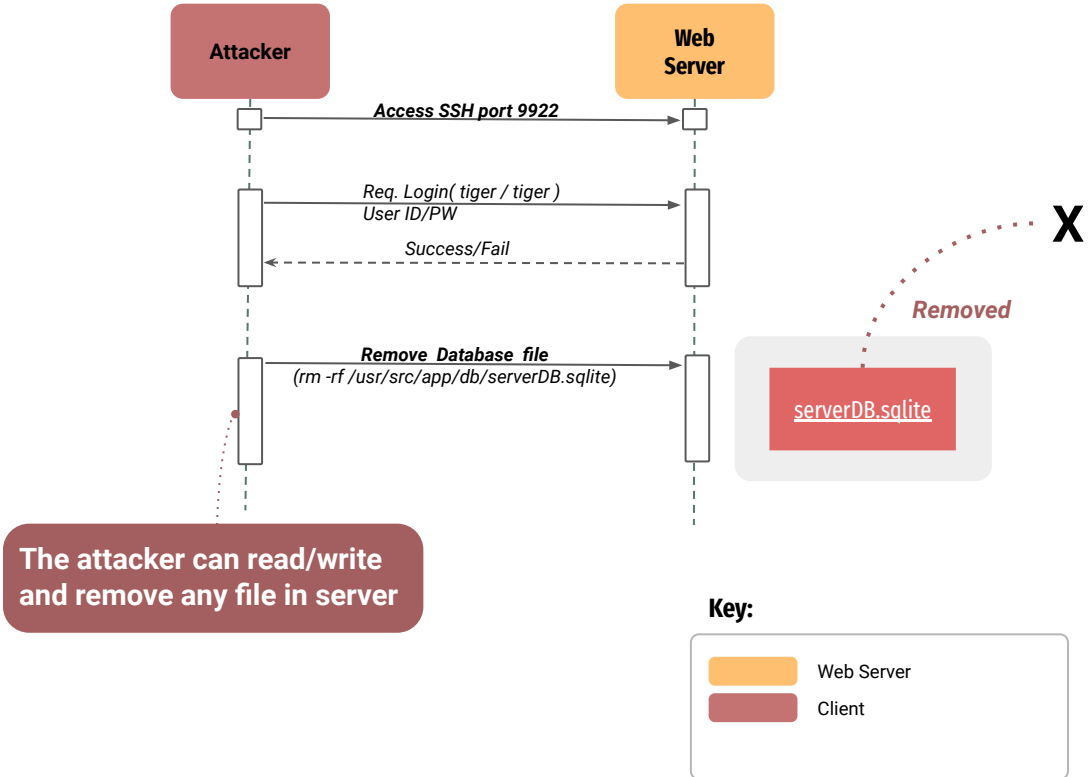 Attacker
Web
Server
Access SSH port 9922
Req. Login( tiger / tiger )
User ID/PW
Success/Fail
X
Removed
Remove Database file
(rm -rf /usr/src/app/db/serverDB.sqlite)
serverDB.sqlite
The attacker can read/write
and remove any file in server
Key:
Web Server
Client